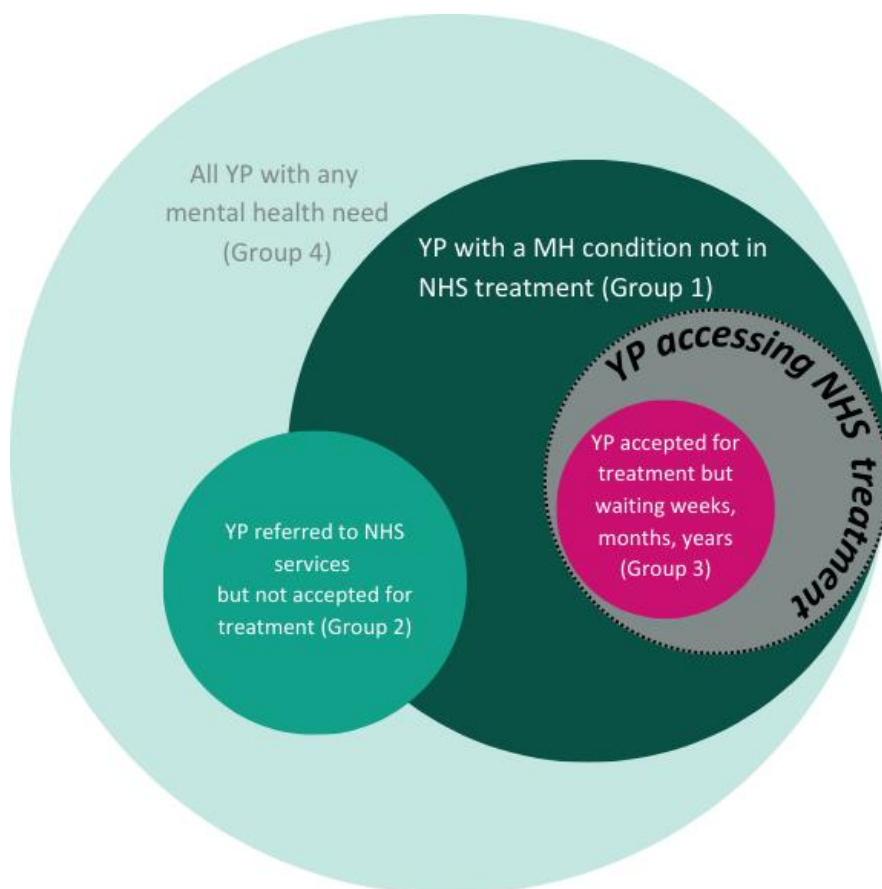 All YP with any
mental health need
(Group 4)
YP with a MH condition not in
NHS treatment (Group 1)
YP accessing NHS treatment
YP accepted for
treatment but
waiting weeks,
months, years
(Group 3)
YP referred to NHS
services
but not accepted for
treatment (Group 2)